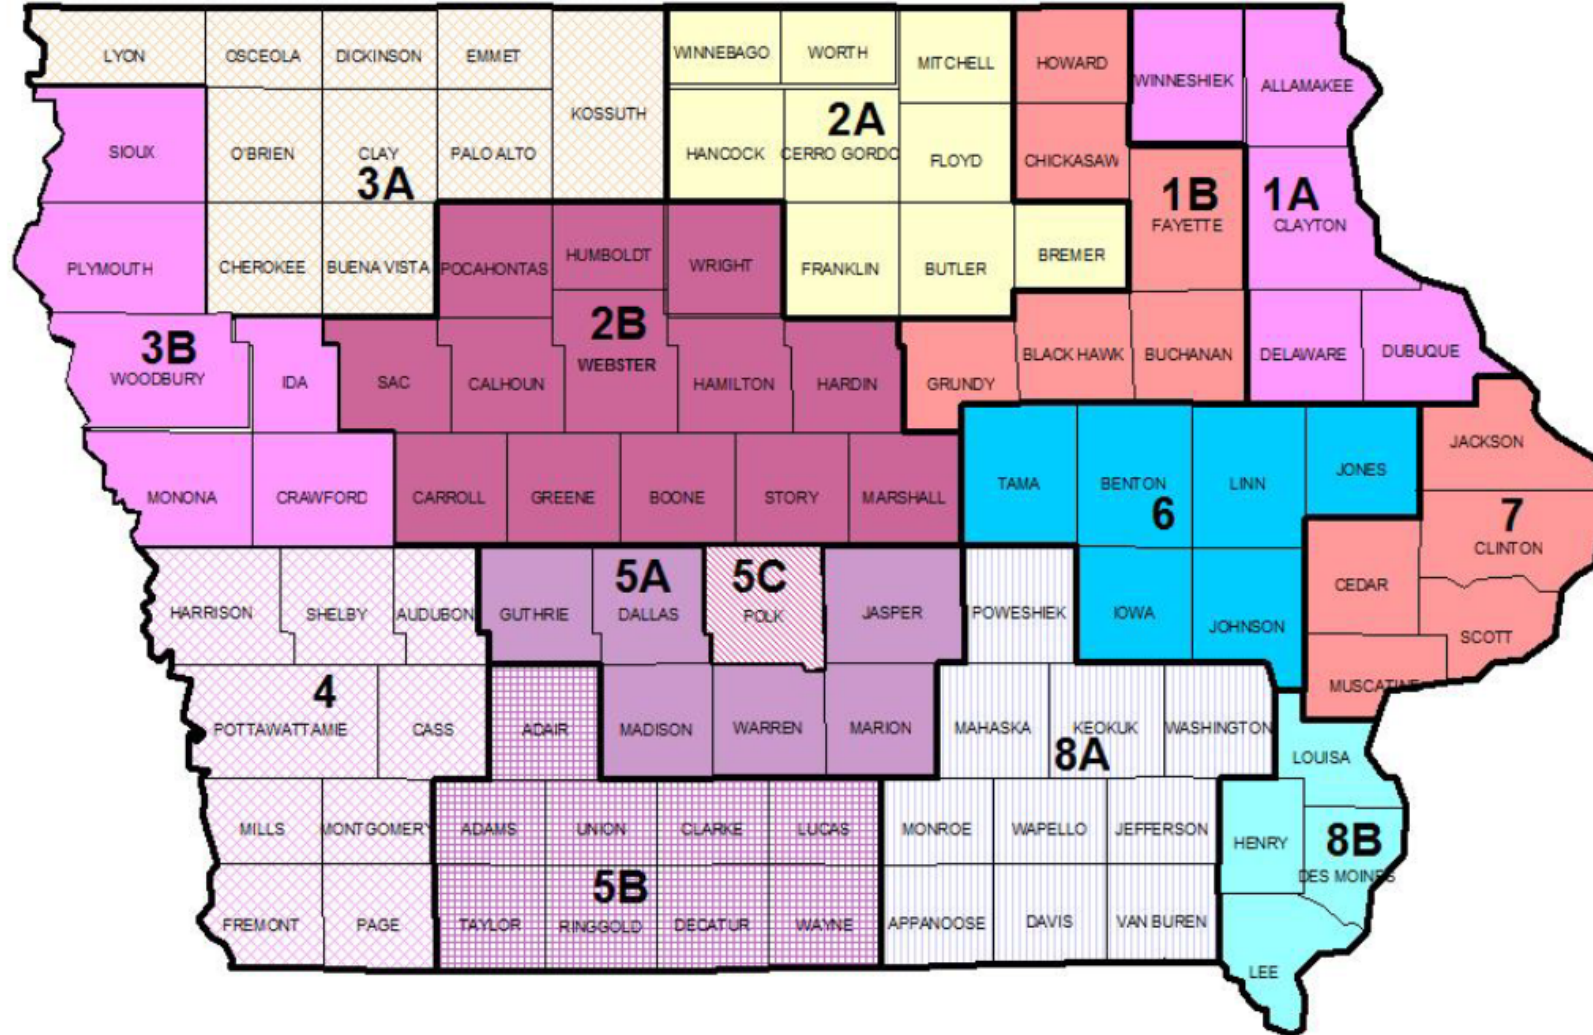 LYON
OSCEOLA
DICKINSON
EMMET
KOSSUTH
WINNEBAGO
WORTH
MITCHELL
HOWARD
WINNESHIEK
ALLAMAKEE
SIOUX
O'BRIEN
CLAY
3A
PALO ALTO
HANCOCK
2A
CERRO GORDO
FLOYD
CHICKASAW
1B
FAYETTE
1A
CLAYTON
PLYMOUTH
CHEROKEE
BUENA VISTA
POCAHONTAS
HUMBOLDT
WRIGHT
FRANKLIN
BUTLER
BREMER
3B
WOODBURY
IDA
SAC
CALHOUN
2B
WEBSTER
HAMILTON
HARDIN
GRUNDY
BLACK HAWK
BUCHANAN
DELAWARE
DUBUQUE
MONONA
CRAWFORD
CARROLL
GREENE
BOONE
STORY
MARSHALL
TAMA
BENTON
6
LINN
JONES
JACKSON
7
CLINTON
HARRISON
SHELBY
AUDUBON
GUTHRIE
5A
DALLAS
5C
POLK
JASPER
POWESHIEK
IOWA
JOHNSON
CEDAR
SCOTT
MUSCATINE
4
POTTAWATTAMIE
CASS
ADAIR
MADISON
WARREN
MARION
MAHASKA
KEOKUK
8A
WASHINGTON
LOUISA
MILLS
MONTGOMERY
ADAMS
UNION
CLARKE
LUCAS
MONROE
WAPELLO
JEFFERSON
HENRY
8B
DES MOINES
FREMONT
PAGE
TAYLOR
5B
RINGGOLD
DECATUR
WAYNE
APPANOOSE
DAVIS
VAN BUREN
LEE